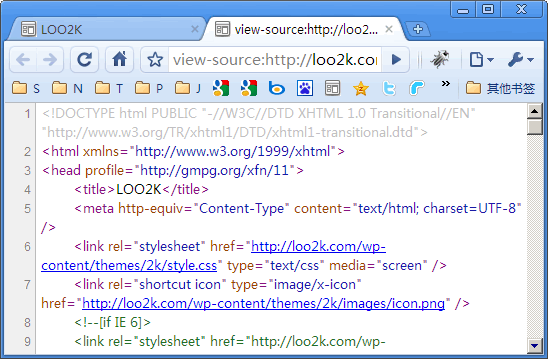 LOO2K
view-source:http://loo2...
view-source:http://loo2k.co
S N T P J
其他书签
1 <!DOCTYPE html PUBLIC "-//W3C//DTD XHTML 1.0 Transitional//EN"
"http://www.w3.org/TR/xhtml1/DTD/xhtml1-transitional.dtd">
2 <html xmlns="http://www.w3.org/1999/xhtml">
3 <head profile="http://gmpg.org/xfn/11">
4 <title>LOO2K</title>
5 <meta http-equiv="Content-Type" content="text/html; charset=UTF-8"
/>
6 <link rel="stylesheet" href="http://loo2k.com/wp-
content/themes/2k/style.css" type="text/css" media="screen" />
7 <link rel="shortcut icon" type="image/x-icon"
href="http://loo2k.com/wp-content/themes/2k/images/icon.png" />
8 <!--[if IE 6]>
9 <link rel="stylesheet" href="http://loo2k.com/wp-